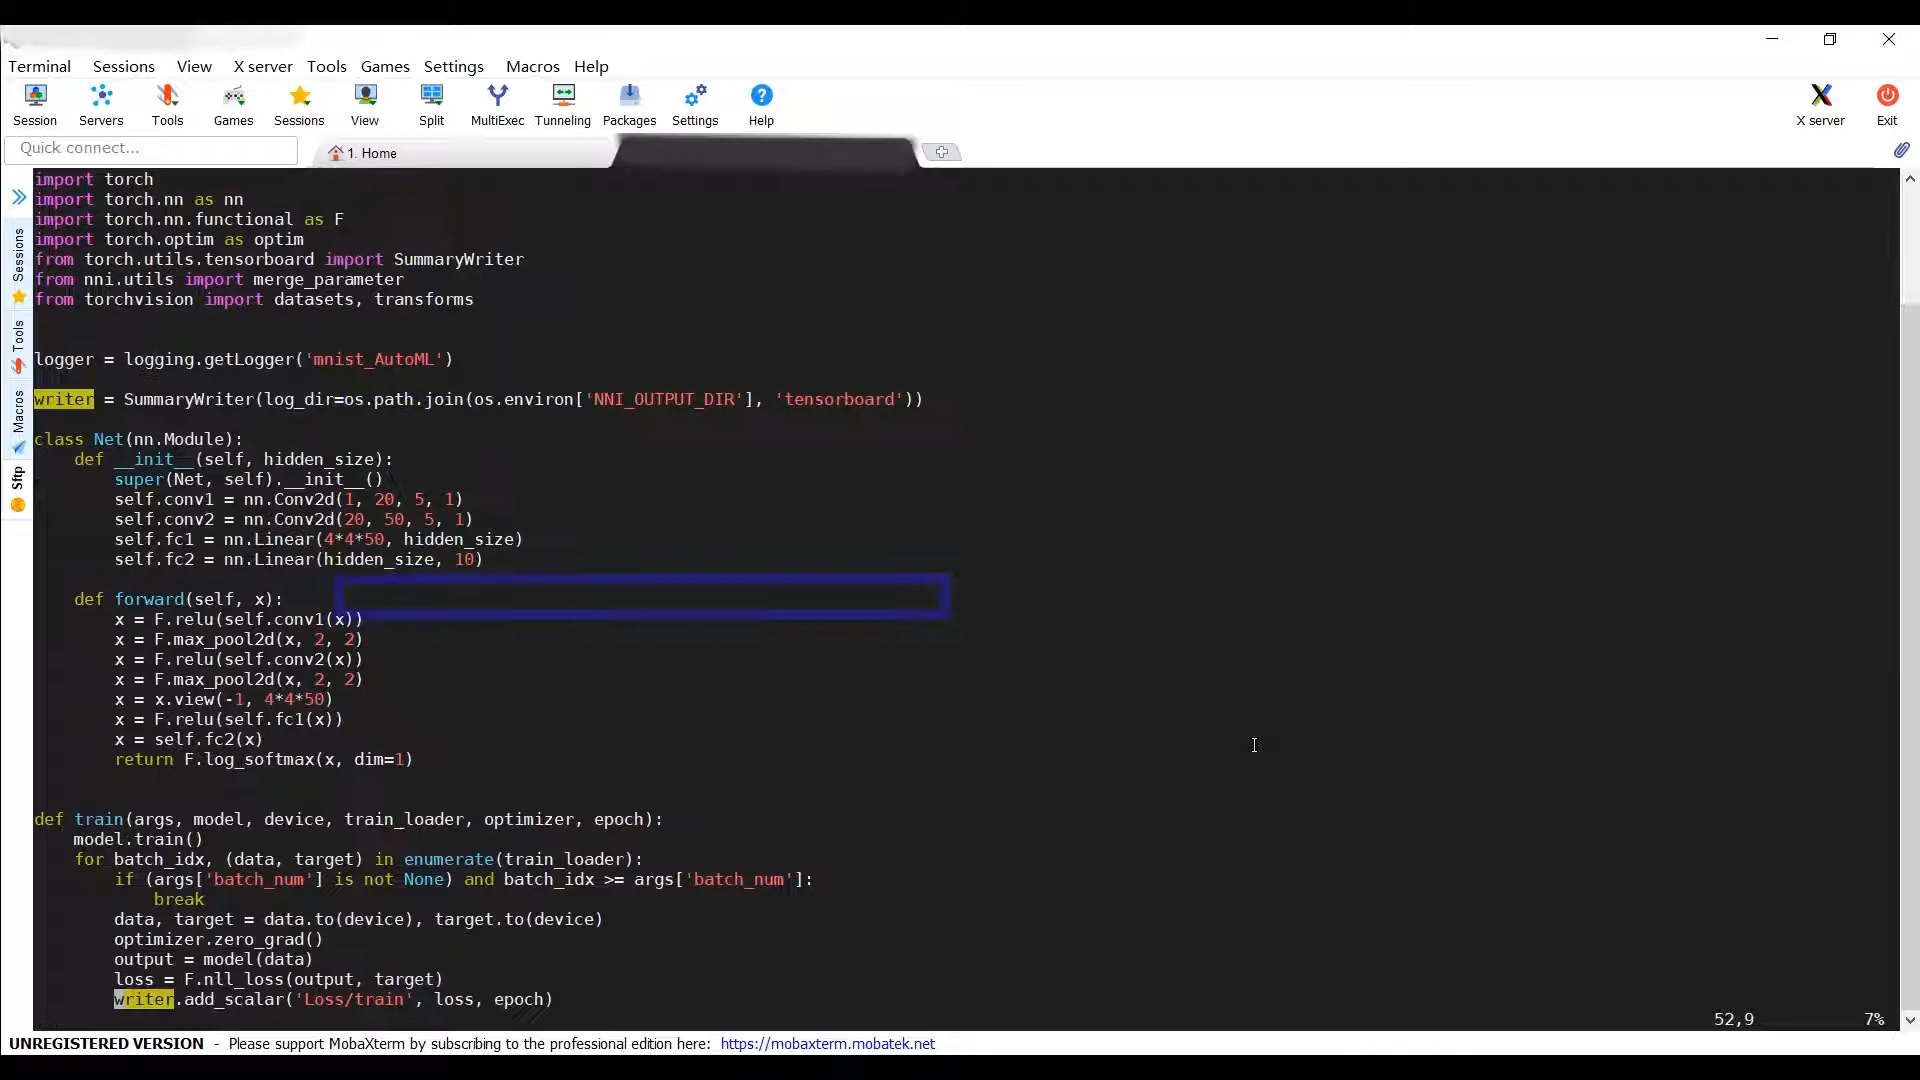 Terminal Sessions View X server Tools Games Settings Macros Help
Session Servers Tools Games Sessions View Split MultiExec Tunneling Packages Settings Help X server Exit
Quick connect... 1. Home
Sessions
Tools
Macros
Sftp
import torch
import torch.nn as nn
import torch.nn.functional as F
import torch.optim as optim
from torch.utils.tensorboard import SummaryWriter
from nni.utils import merge_parameter
from torchvision import datasets, transforms
logger = logging.getLogger('mnist_AutoML')
writer = SummaryWriter(log_dir=os.path.join(os.environ['NNI_OUTPUT_DIR'], 'tensorboard'))
class Net(nn.Module):
    def __init__(self, hidden_size):
        super(Net, self).__init__()
        self.conv1 = nn.Conv2d(1, 20, 5, 1)
        self.conv2 = nn.Conv2d(20, 50, 5, 1)
        self.fc1 = nn.Linear(4*4*50, hidden_size)
        self.fc2 = nn.Linear(hidden_size, 10)
    def forward(self, x):
        x = F.relu(self.conv1(x))
        x = F.max_pool2d(x, 2, 2)
        x = F.relu(self.conv2(x))
        x = F.max_pool2d(x, 2, 2)
        x = x.view(-1, 4*4*50)
        x = F.relu(self.fc1(x))
        x = self.fc2(x)
        return F.log_softmax(x, dim=1)
def train(args, model, device, train_loader, optimizer, epoch):
    model.train()
    for batch_idx, (data, target) in enumerate(train_loader):
        if (args['batch_num'] is not None) and batch_idx >= args['batch_num']:
            break
        data, target = data.to(device), target.to(device)
        optimizer.zero_grad()
        output = model(data)
        loss = F.nll_loss(output, target)
        writer.add_scalar('Loss/train', loss, epoch)
52,9 7%
UNREGISTERED VERSION - Please support MobaXterm by subscribing to the professional edition here: https://mobaxterm.mobatek.net